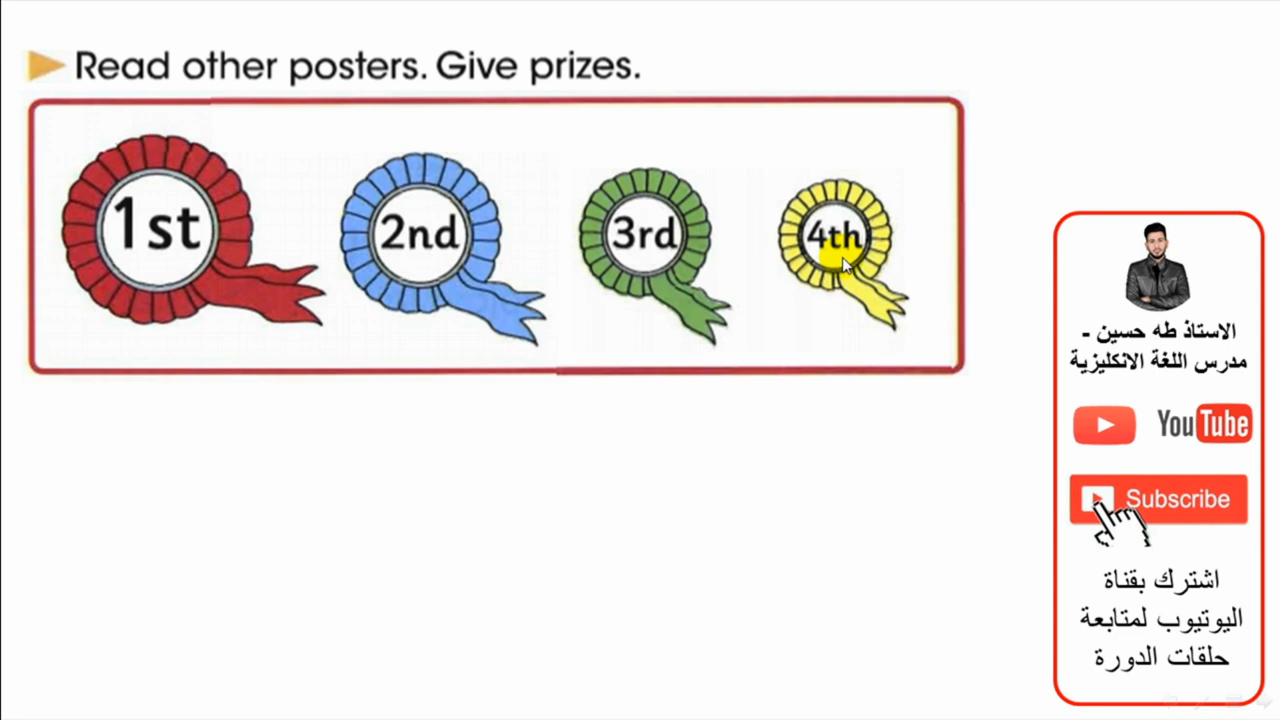 Read other posters. Give prizes.
1st 2nd 3rd 4th
الاستاذ طه حسين -
مدرس اللغة الانكليزية
YouTube
Subscribe
اشترك بقناة
اليوتيوب لمتابعة
حلقات الدورة